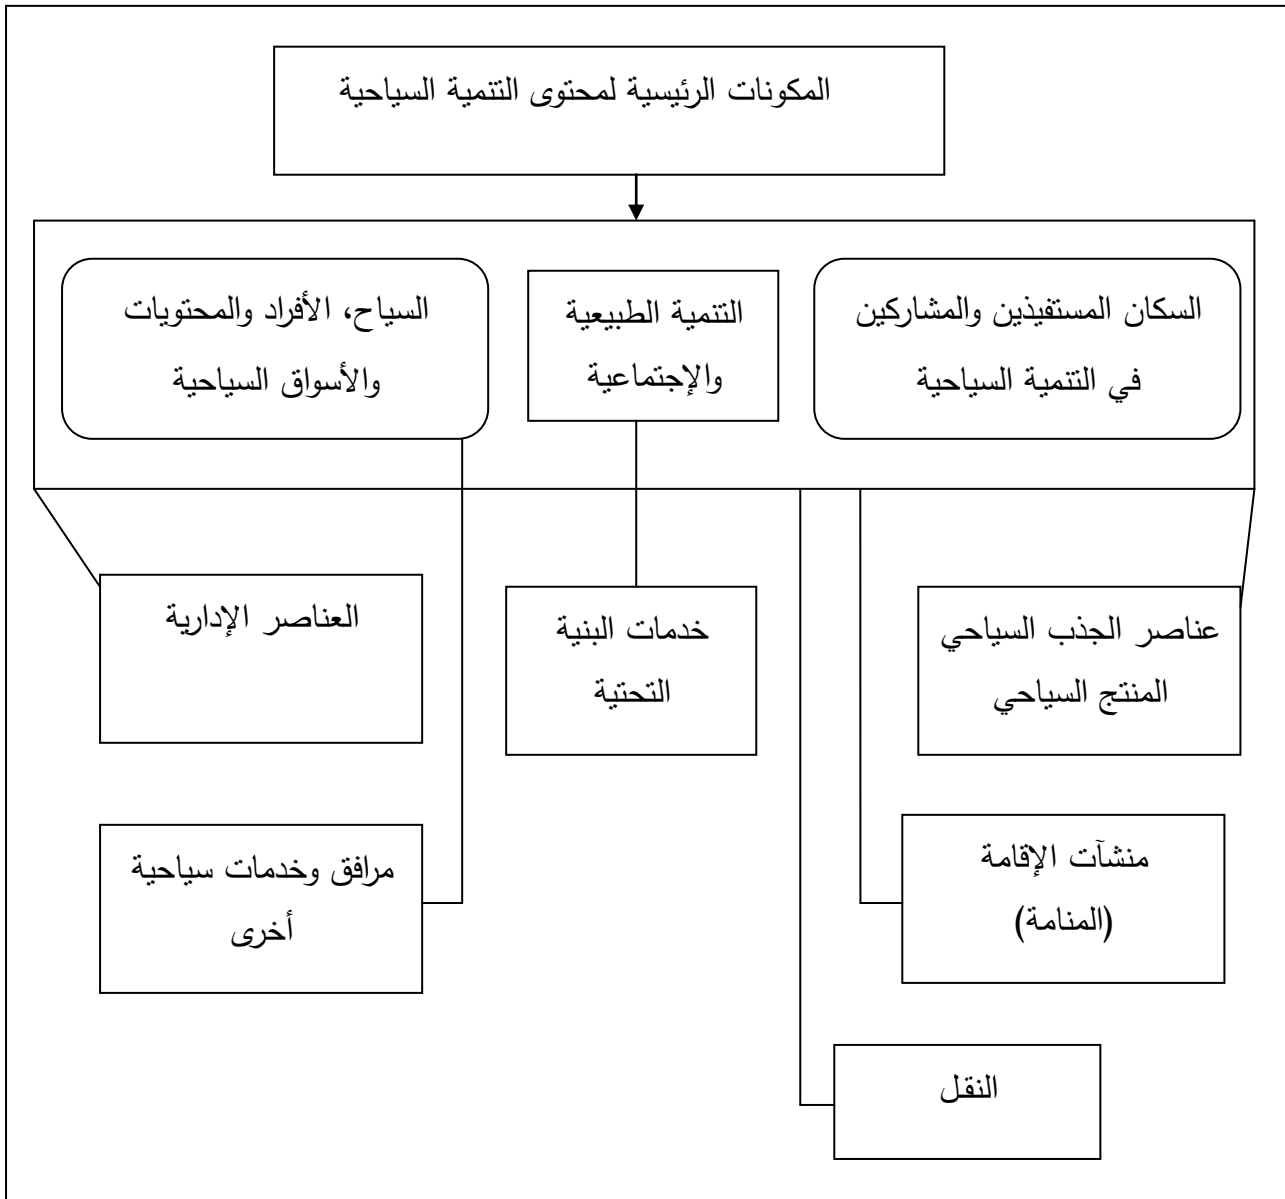 المكونات الرئيسية لمحتوى التنمية السياحية
السكان المستفيذين والمشاركين
في التنمية السياحية
التنمية الطبيعية
والإجتماعية
السياح، الأفراد والمحتويات
والأسواق السياحية
عناصر الجذب السياحي
المنتج السياحي
خدمات البنية
التحتية
العناصر الإدارية
منشآت الإقامة
(المنامة)
مرافق وخدمات سياحية
أخرى
النقل